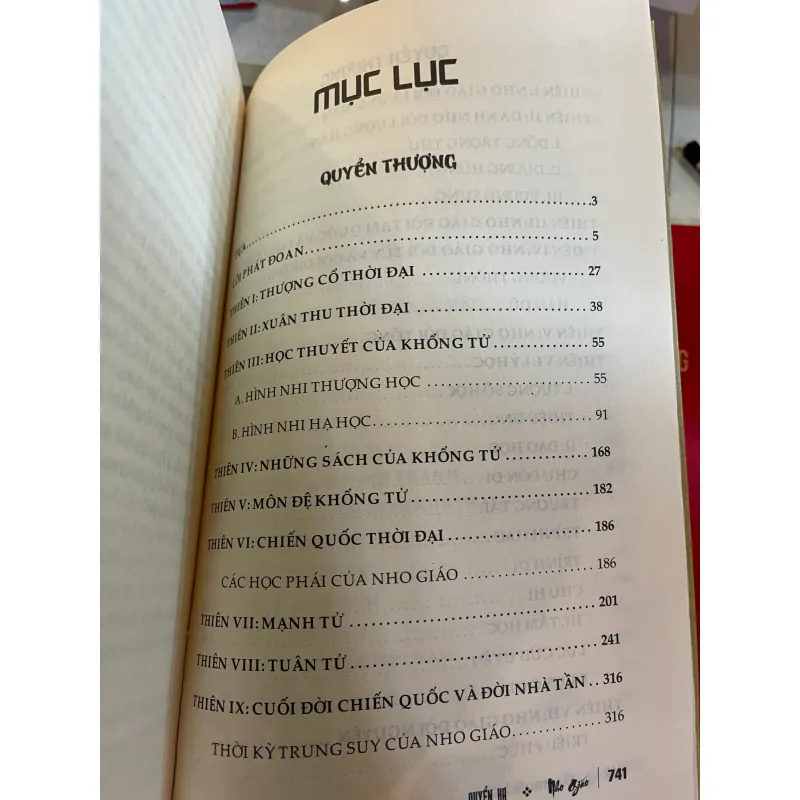 MỤC LỤC
QUYỂN THƯỢNG
TỰA........................................................3
LỜI PHÁT ĐOAN........................................5
THIÊN I: THƯỢNG CỔ THỜI ĐẠI ........................27
THIÊN II: XUÂN THU THỜI ĐẠI ........................38
THIÊN III: HỌC THUYẾT CỦA KHỔNG TỬ ................55
A. HÌNH NHI THƯỢNG HỌC ........................55
B. HÌNH NHI HẠ HỌC................................91
THIÊN IV: NHỮNG SÁCH CỦA KHỔNG TỬ ................168
THIÊN V: MÔN ĐỆ KHỔNG TỬ........................182
THIÊN VI: CHIẾN QUỐC THỜI ĐẠI ....................186
CÁC HỌC PHÁI CỦA NHO GIÁO ....................186
THIÊN VII: MẠNH TỬ ................................201
THIÊN VIII: TUÂN TỬ ................................241
THIÊN IX: CUỐI ĐỜI CHIẾN QUỐC VÀ ĐỜI NHÀ TẦN ..316
THỜI KỲ TRUNG SUY CỦA NHO GIÁO................316
QUYỂN HẠ ❖ Nho Giáo | 741